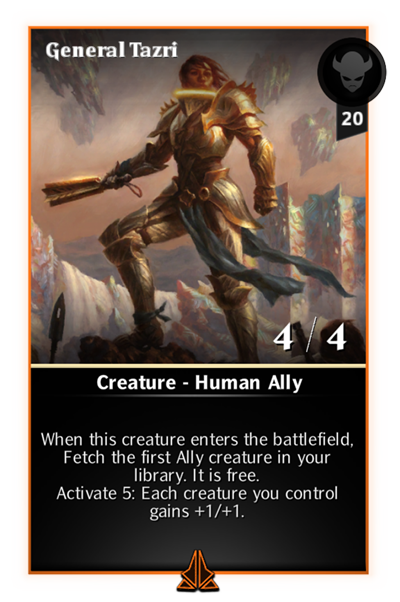 General Tazri
20
4/4
Creature - Human Ally
When this creature enters the battlefield,
Fetch the first Ally creature in your
library. It is free.
Activate 5: Each creature you control
gains +1/+1.